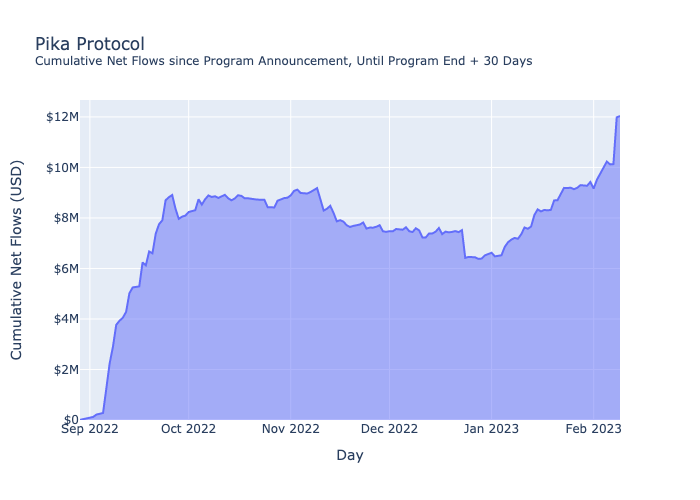 Pika Protocol
Cumulative Net Flows since Program Announcement, Until Program End + 30 Days
Cumulative Net Flows (USD)
$12M
$10M
$8M
$6M
$4M
$2M
$0
Sep 2022
Oct 2022
Nov 2022
Dec 2022
Jan 2023
Feb 2023
Day